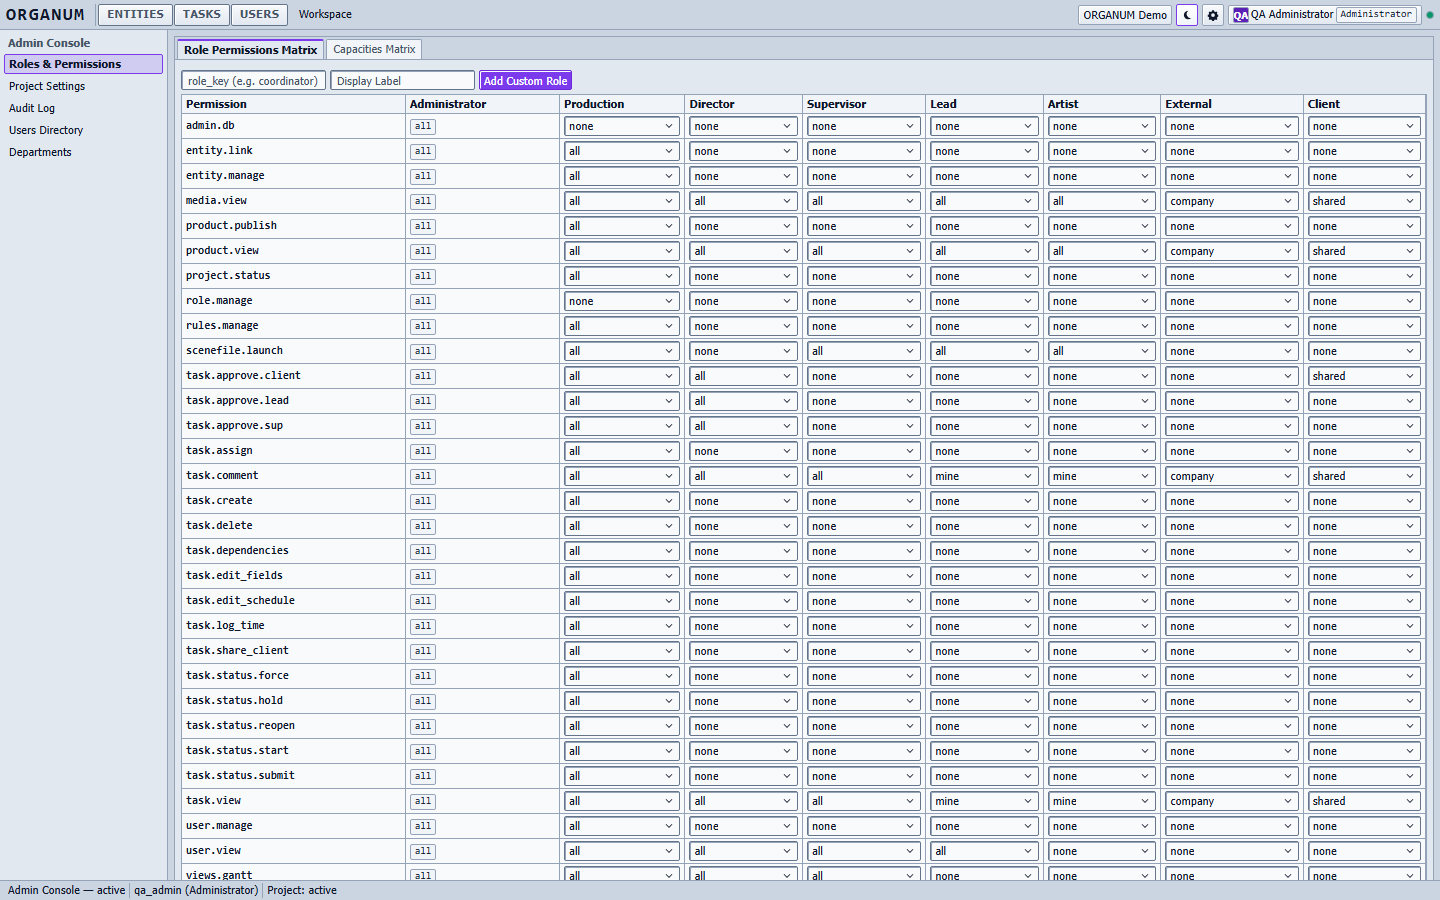 ORGANUM ENTITIES TASKS USERS Workspace ORGANUM Demo QA QA Administrator Administrator
Admin Console
Roles & Permissions
Project Settings
Audit Log
Users Directory
Departments
Role Permissions Matrix Capacities Matrix
role_key (e.g. coordinator) Display Label Add Custom Role
Permission Administrator Production Director Supervisor Lead Artist External Client
admin.db all none none none none none none none
entity.link all all none none none none none none
entity.manage all all none none none none none none
media.view all all all all all all company shared
product.publish all all none none none none none none
product.view all all all all all all company shared
project.status all all none none none none none none
role.manage all none none none none none none none
rules.manage all all none none none none none none
scenefile.launch all all none all all all none none
task.approve.client all all all none none none none shared
task.approve.lead all all all none none none none none
task.approve.sup all all all none none none none none
task.assign all all none none none none none none
task.comment all all all all mine mine company shared
task.create all all none none none none none none
task.delete all all none none none none none none
task.dependencies all all none none none none none none
task.edit_fields all all none none none none none none
task.edit_schedule all all none none none none none none
task.log_time all all none none none none none none
task.share_client all all none none none none none none
task.status.force all all none none none none none none
task.status.hold all all none none none none none none
task.status.reopen all all none none none none none none
task.status.start all all none none none none none none
task.status.submit all all none none none none none none
task.view all all all all mine mine company shared
user.manage all all none none none none none none
user.view all all all all all none none none
views.gantt all all all all none none none none
Admin Console — active qa_admin (Administrator) Project: active